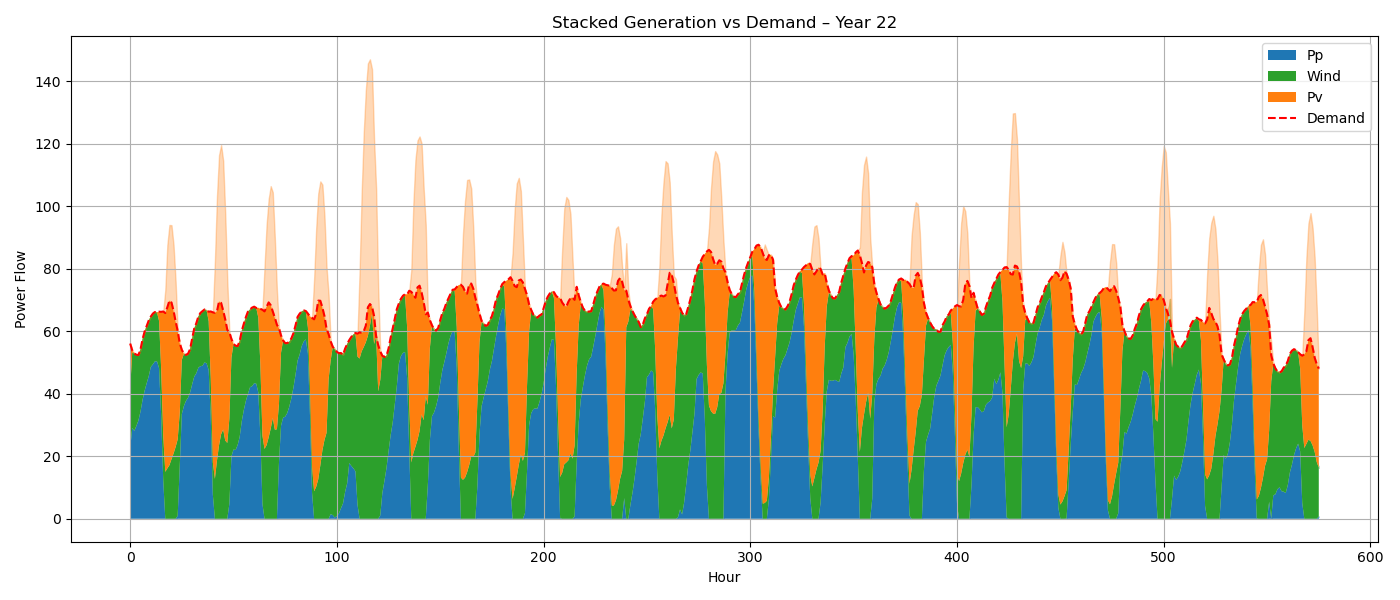 Stacked Generation vs Demand – Year 22
Power Flow
140
120
100
80
60
40
20
0
0 100 200 300 400 500 600
Hour
Pp
Wind
Pv
Demand